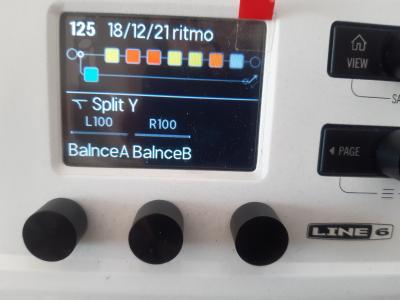 125 18/12/21 ritmo
Split Y
L100 R100
BalnceA BalnceB
VIEW
PAGE
LINE 6